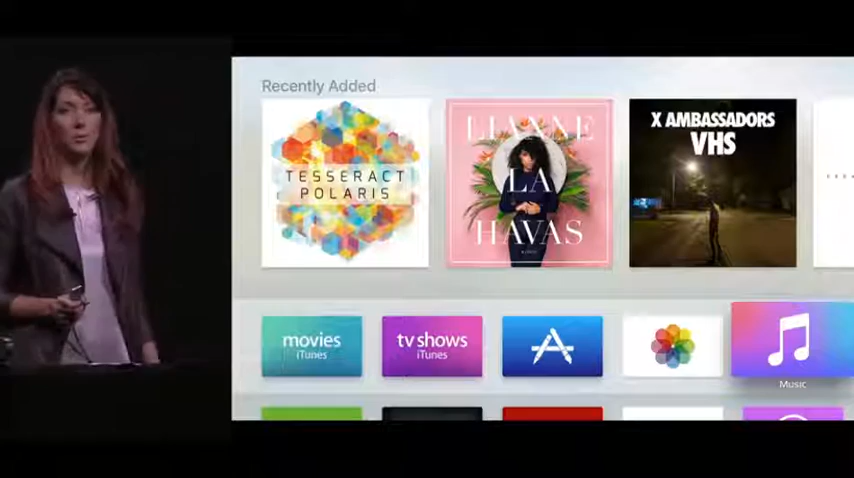 Recently Added
TESSERACT
POLARIS
LIANNE
LA
HAVAS
X AMBASSADORS
VHS
movies
iTunes
tv shows
iTunes
Music